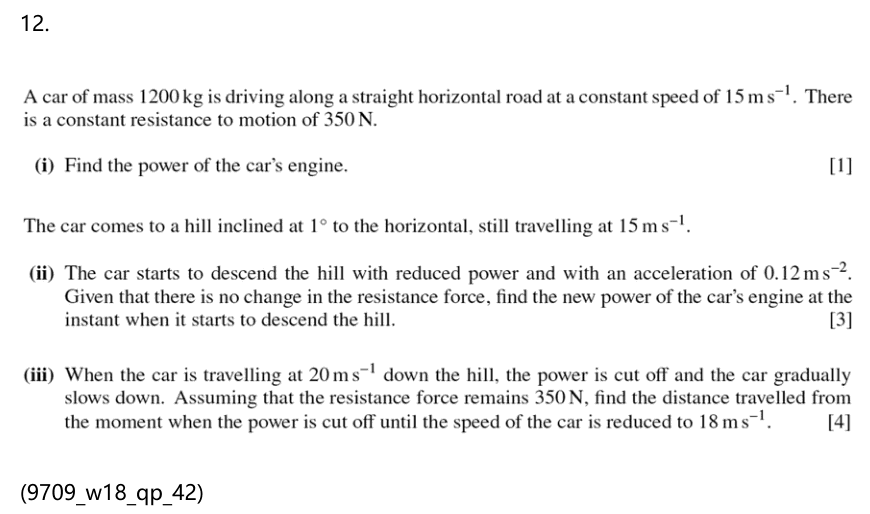 12.
A car of mass 1200 kg is driving along a straight horizontal road at a constant speed of 15 m s⁻¹. There
is a constant resistance to motion of 350 N.
(i) Find the power of the car's engine. [1]
The car comes to a hill inclined at 1° to the horizontal, still travelling at 15 m s⁻¹.
(ii) The car starts to descend the hill with reduced power and with an acceleration of 0.12 m s⁻².
Given that there is no change in the resistance force, find the new power of the car's engine at the
instant when it starts to descend the hill. [3]
(iii) When the car is travelling at 20 m s⁻¹ down the hill, the power is cut off and the car gradually
slows down. Assuming that the resistance force remains 350 N, find the distance travelled from
the moment when the power is cut off until the speed of the car is reduced to 18 m s⁻¹. [4]
(9709_w18_qp_42)